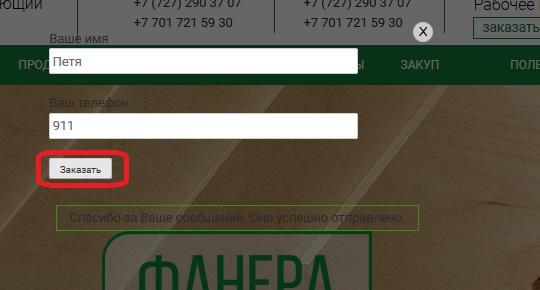 ющий
+7 (727) 290 37 07
+7 (727) 290 37 07
Рабочее
+7 701 721 59 30
+7 701 721 59 30
заказать
Ваше имя
X
Петя
ЗАКУП
Ваш телефон
911
Заказать
Спасибо за Ваше сообщение. Оно успешно отправлено.
ФАНЕРА